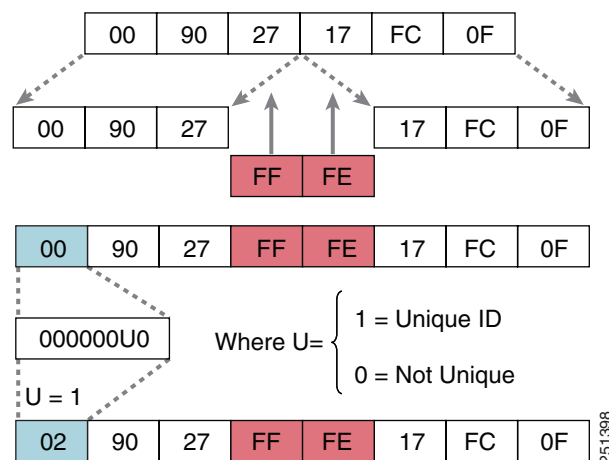 00 90 27 17 FC 0F
00 90 27 17 FC 0F
FF FE
00 90 27 FF FE 17 FC 0F
000000U0
Where U=
1 = Unique ID
0 = Not Unique
U = 1
02 90 27 FF FE 17 FC 0F
251398